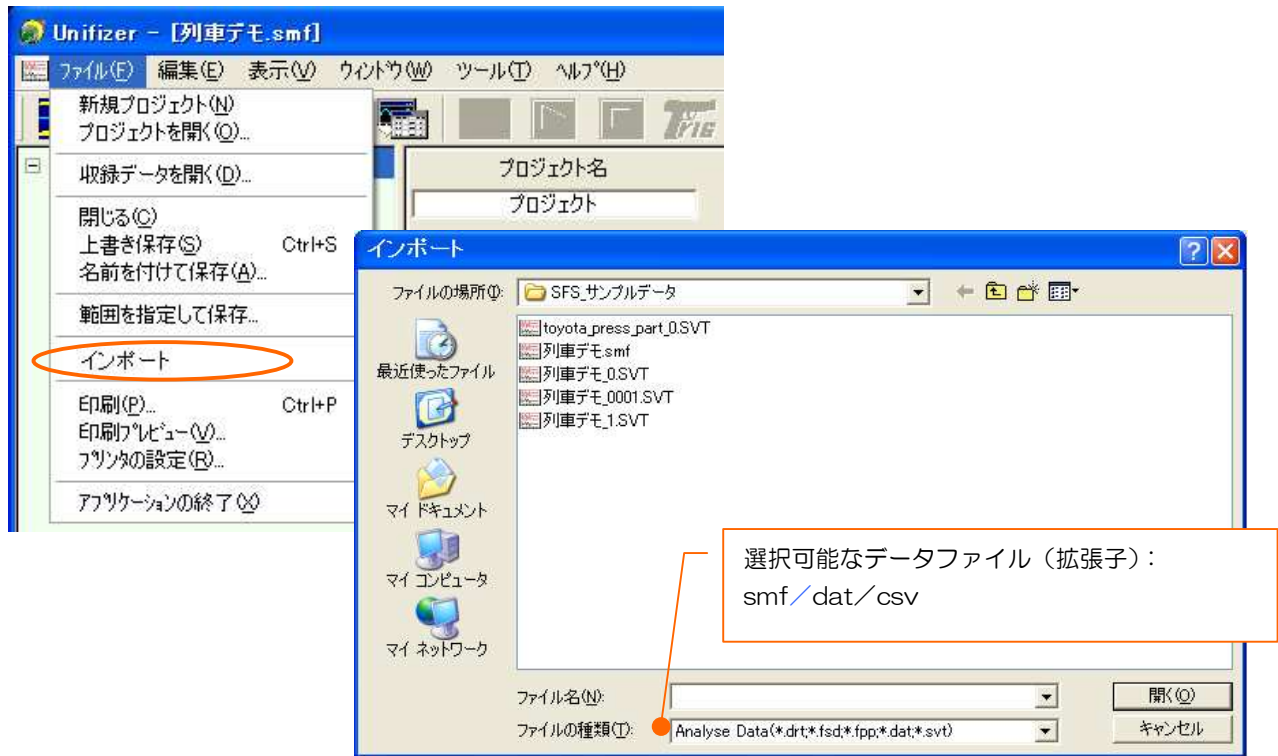 Unifizer - [列車デモ.smf]
ファイル(F) 編集(E) 表示(V) ウィンドウ(W) ツール(T) ヘルプ(H)
新規プロジェクト(N)
プロジェクトを開く(O)...
収録データを開く(D)...
閉じる(C)
上書き保存(S) Ctrl+S
名前を付けて保存(A)...
範囲を指定して保存...
インポート
印刷(P)... Ctrl+P
印刷プレビュー(V)...
プリンタの設定(R)...
アプリケーションの終了(X)
TRIG
プロジェクト名
プロジェクト
インポート
ファイルの場所(I): SFS_サンプルデータ
最近使ったファイル
デスクトップ
マイ ドキュメント
マイ コンピュータ
マイ ネットワーク
toyota_press_part_0.SVT
列車デモ.smf
列車デモ_0.SVT
列車デモ_0001.SVT
列車デモ_1.SVT
選択可能なデータファイル（拡張子）：
smf／dat／csv
ファイル名(N): 開く(O)
ファイルの種類(T): Analyse Data(*.drt;*.fsd;*.fpp;*.dat;*.svt) キャンセル